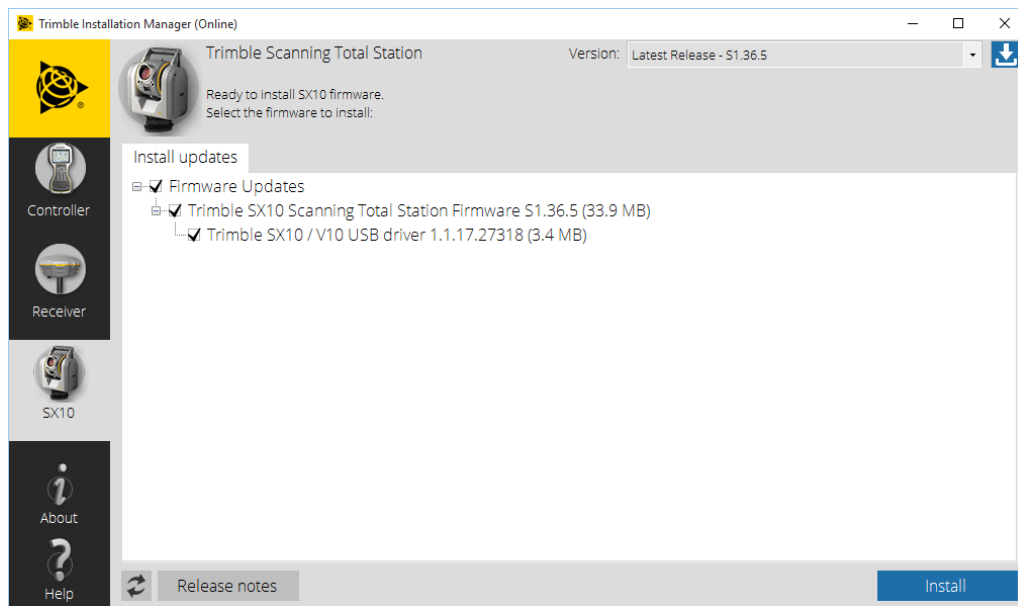 Trimble Installation Manager (Online)
Trimble Scanning Total Station
Version:
Latest Release - S1.36.5
Ready to install SX10 firmware.
Select the firmware to install:
Install updates
Firmware Updates
Trimble SX10 Scanning Total Station Firmware S1.36.5 (33.9 MB)
Trimble SX10 / V10 USB driver 1.1.17.27318 (3.4 MB)
Controller
Receiver
SX10
About
Help
Release notes
Install